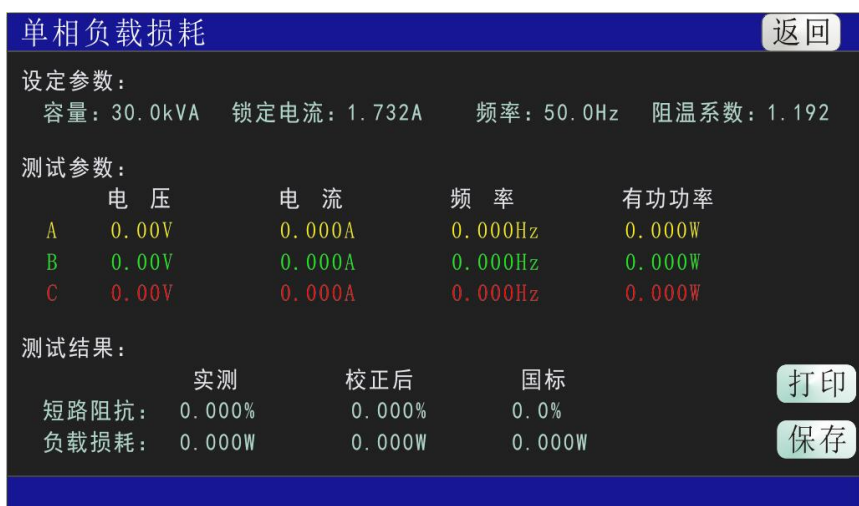 单相负载损耗 返回
设定参数：
容量：30.0kVA 锁定电流：1.732A 频率：50.0Hz 阻温系数：1.192
测试参数：
电 压 电 流 频 率 有功功率
A 0.00V 0.000A 0.000Hz 0.000W
B 0.00V 0.000A 0.000Hz 0.000W
C 0.00V 0.000A 0.000Hz 0.000W
测试结果：
实测 校正后 国标
打印
短路阻抗： 0.000% 0.000% 0.0%
负载损耗： 0.000W 0.000W 0.000W
保存